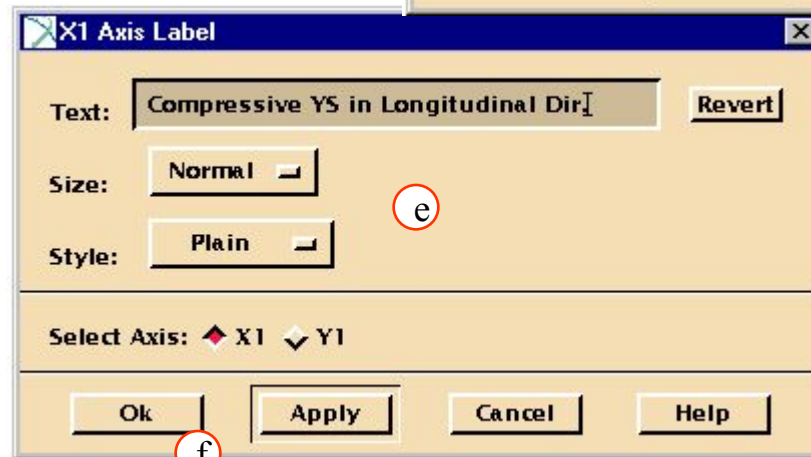 X1 Axis Label
Text: Compressive YS in Longitudinal Dir. Revert
Size: Normal
e
Style: Plain
Select Axis: X1 Y1
Ok Apply Cancel Help
f